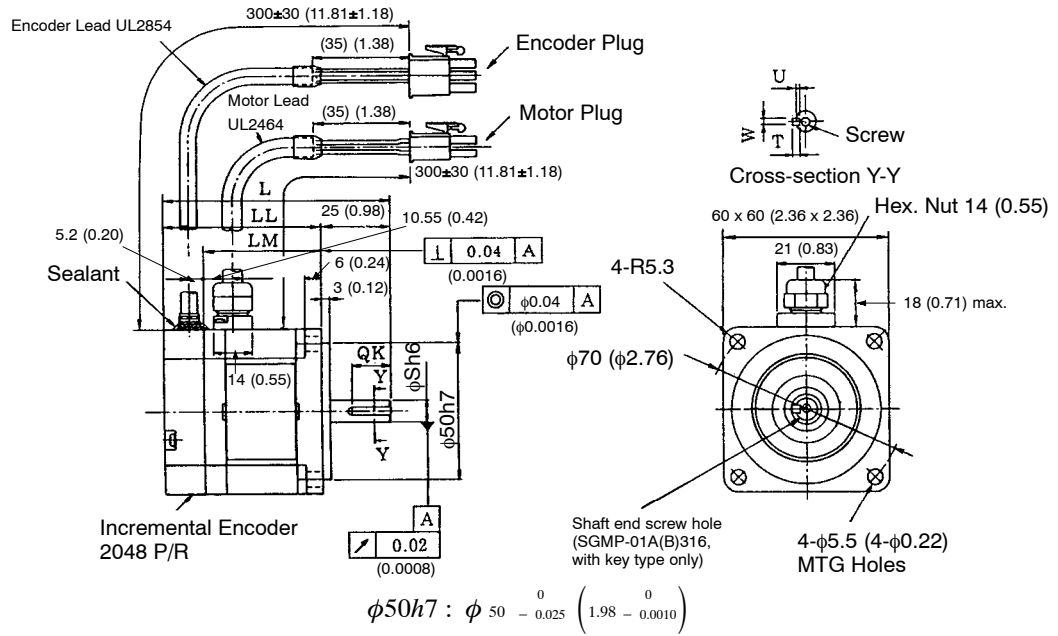 300±30 (11.81±1.18)
Encoder Lead UL2854
(35) (1.38)
Encoder Plug
Motor Lead
UL2464
(35) (1.38)
Motor Plug
300±30 (11.81±1.18)
U
W
T
Screw
Cross-section Y-Y
L
LL
25 (0.98)
10.55 (0.42)
LM
5.2 (0.20)
Sealant
6 (0.24)
3 (0.12)
⊥ 0.04 A
(0.0016)
◎ φ0.04 A
(φ0.0016)
14 (0.55)
QK
Y
Y
φSh6
φ50h7
A
↗ 0.02
(0.0008)
Incremental Encoder
2048 P/R
Hex. Nut 14 (0.55)
60 x 60 (2.36 x 2.36)
21 (0.83)
4-R5.3
18 (0.71) max.
φ70 (φ2.76)
Shaft end screw hole
(SGMP-01A(B)316,
with key type only)
4-φ5.5 (4-φ0.22)
MTG Holes
φ50h7 : φ 50 0 − 0.025 (1.98 0 − 0.0010)